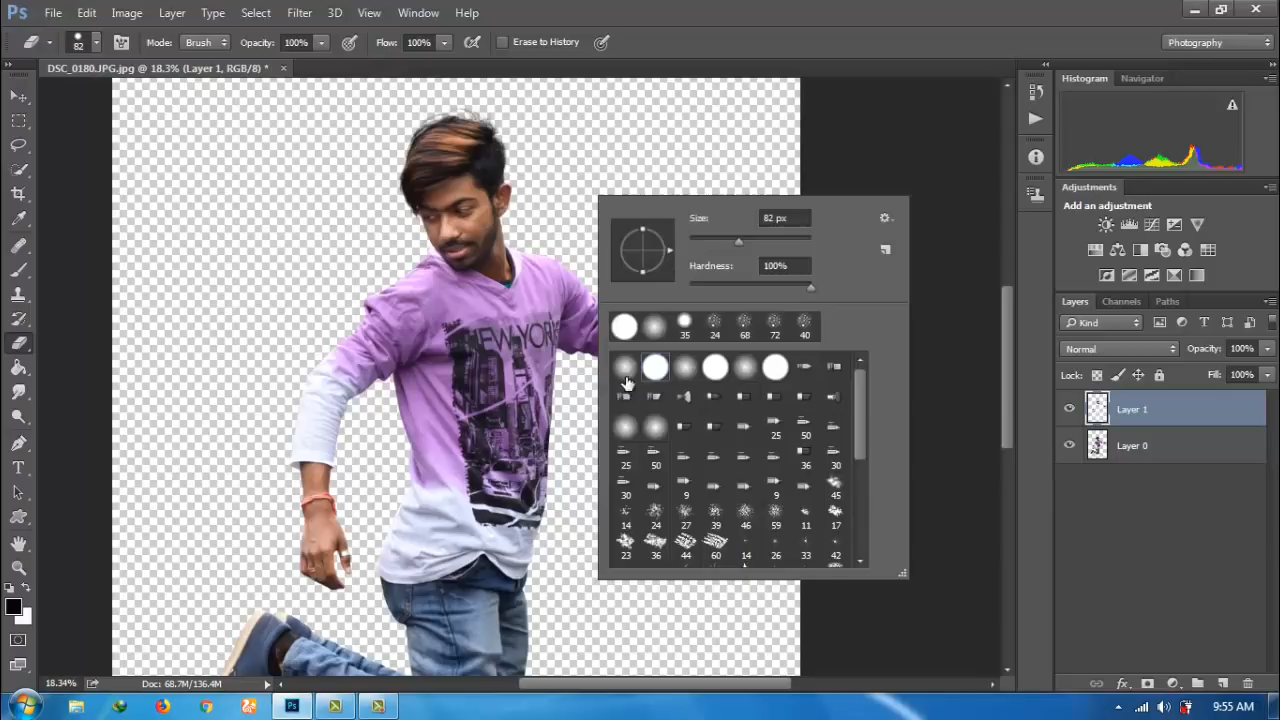 Ps File Edit Image Layer Type Select Filter 3D View Window Help
82 Mode: Brush Opacity: 100% Flow: 100% Erase to History Photography
DSC_0180.JPG.jpg @ 18.3% (Layer 1, RGB/8) * ×
Histogram Navigator
Adjustments
Add an adjustment
Size: 82 px
Hardness: 100%
35 24 68 72 40
25 50
25 50 36 30
30 9 9 45
14 24 27 39 46 59 11 17
23 36 44 60 14 26 33 42
Layers Channels Paths
Kind
Normal Opacity: 100%
Lock: Fill: 100%
Layer 1
Layer 0
NEW YORK
18.34% Doc: 68.7M/136.4M
fx
Ps
9:55 AM